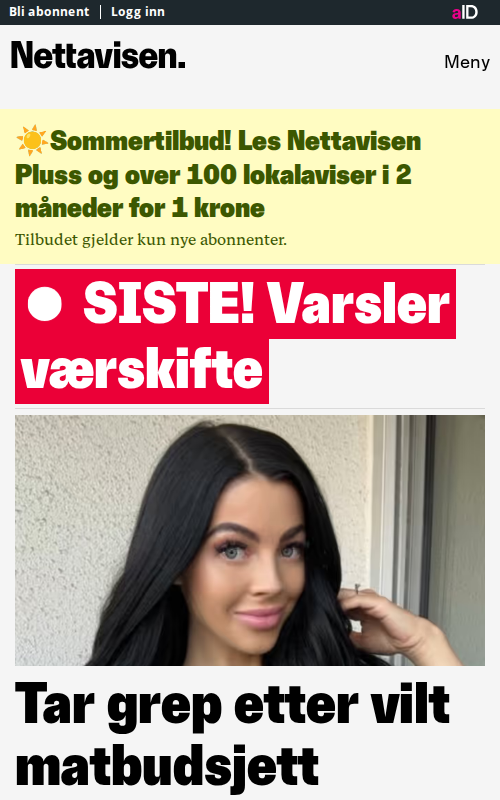 Bli abonnent | Logg inn
aID
Nettavisen.
Meny
☀️Sommertilbud! Les Nettavisen
Pluss og over 100 lokalaviser i 2
måneder for 1 krone
Tilbudet gjelder kun nye abonnenter.
● SISTE! Varsler
værskifte
Tar grep etter vilt
matbudsjett